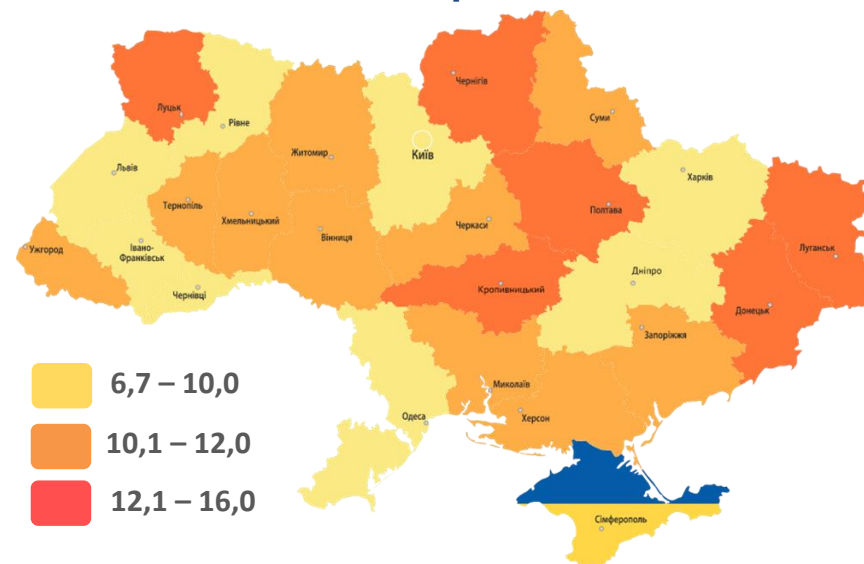 Луцьк
Рівне
Чернігів
Суми
Житомир
Київ
Львів
Харків
Тернопіль
Хмельницький
Вінниця
Черкаси
Полтава
Ужгород
Івано-
Франківськ
Чернівці
Кропивницький
Дніпро
Луганськ
Донецьк
Запоріжжя
Миколаїв
Херсон
Одеса
Сімферополь
6,7 – 10,0
10,1 – 12,0
12,1 – 16,0